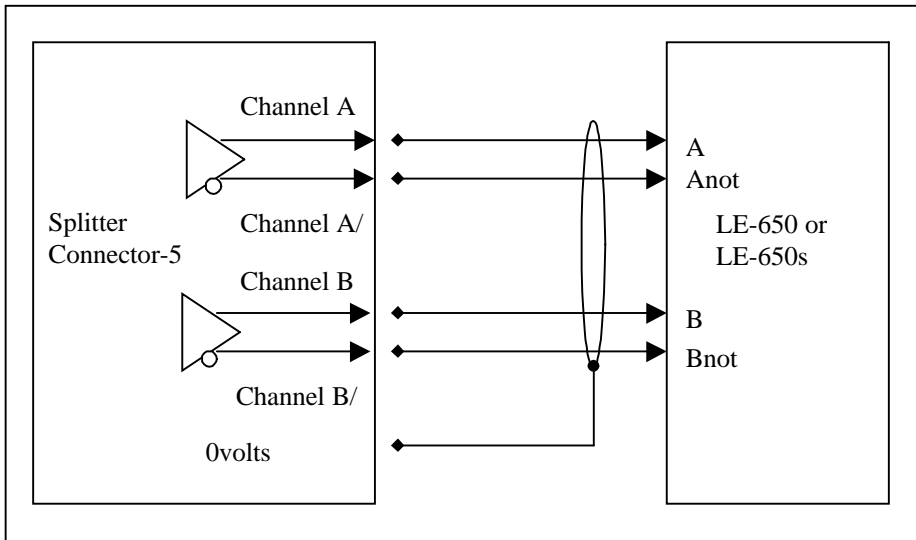 Channel A
A
Anot
Splitter
Connector-5
Channel A/
LE-650 or
LE-650s
Channel B
B
Bnot
Channel B/
0volts